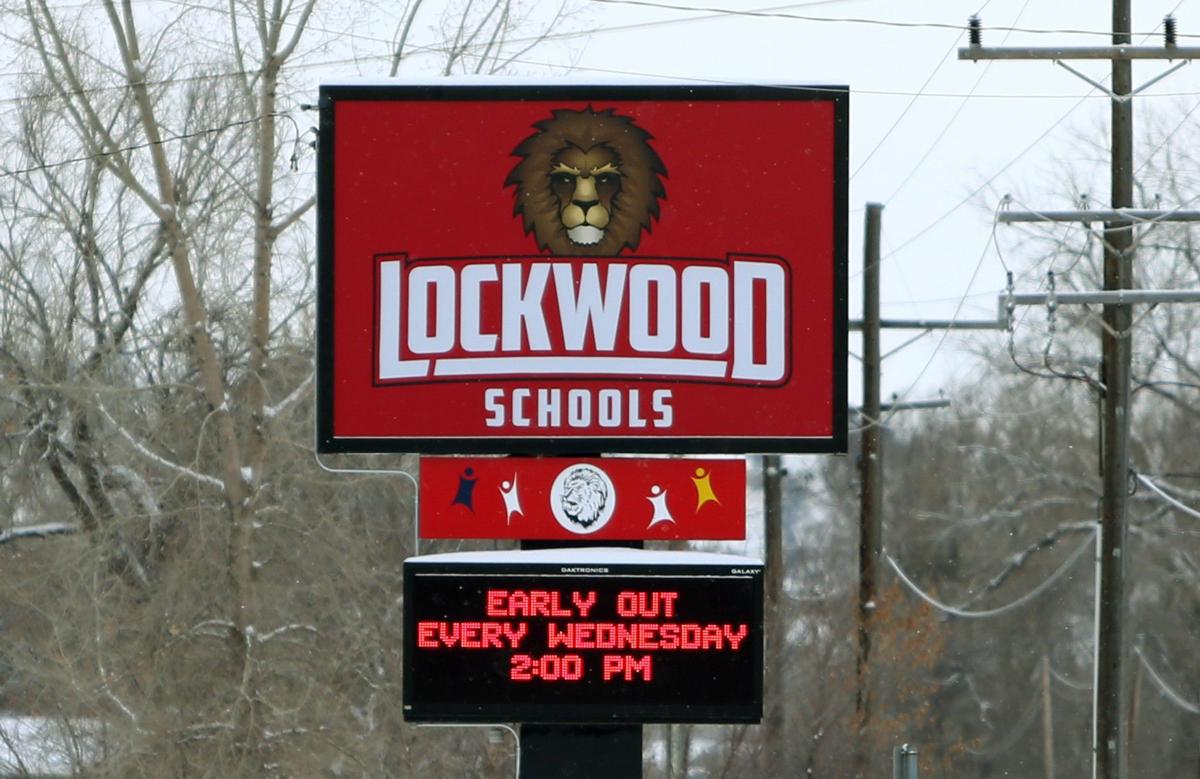 LOCKWOOD
SCHOOLS
DAKTRONICS GALAXY
EARLY OUT
EVERY WEDNESDAY
2:00 PM